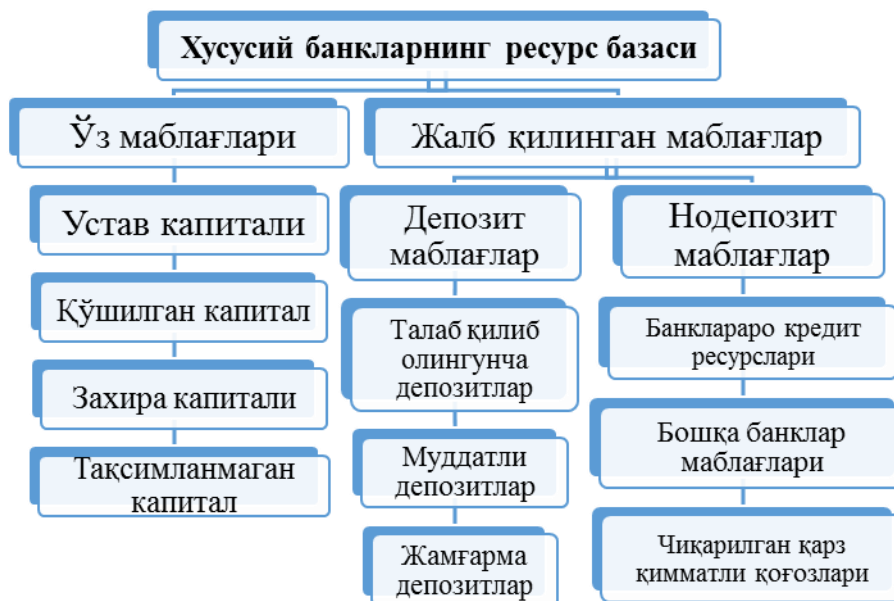 Хусусий банкларнинг ресурс базаси
Ўз маблағлари
Жалб қилинган маблағлар
Устав капитали
Қўшилган капитал
Захира капитали
Тақсимланмаган
капитал
Депозит
маблағлар
Талаб қилиб
олингунча
депозитлар
Муддатли
депозитлар
Жамғарма
депозитлар
Нодепозит
маблағлар
Банклараро кредит
ресурслари
Бошқа банклар
маблағлари
Чиқарилган қарз
қимматли қоғозлари